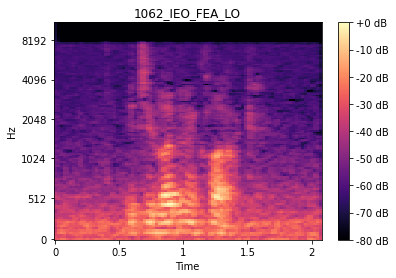 1062_IEO_FEA_LO
8192
4096
2048
1024
512
0
Hz
0
0.5
1
1.5
2
Time
+0 dB
-10 dB
-20 dB
-30 dB
-40 dB
-50 dB
-60 dB
-70 dB
-80 dB